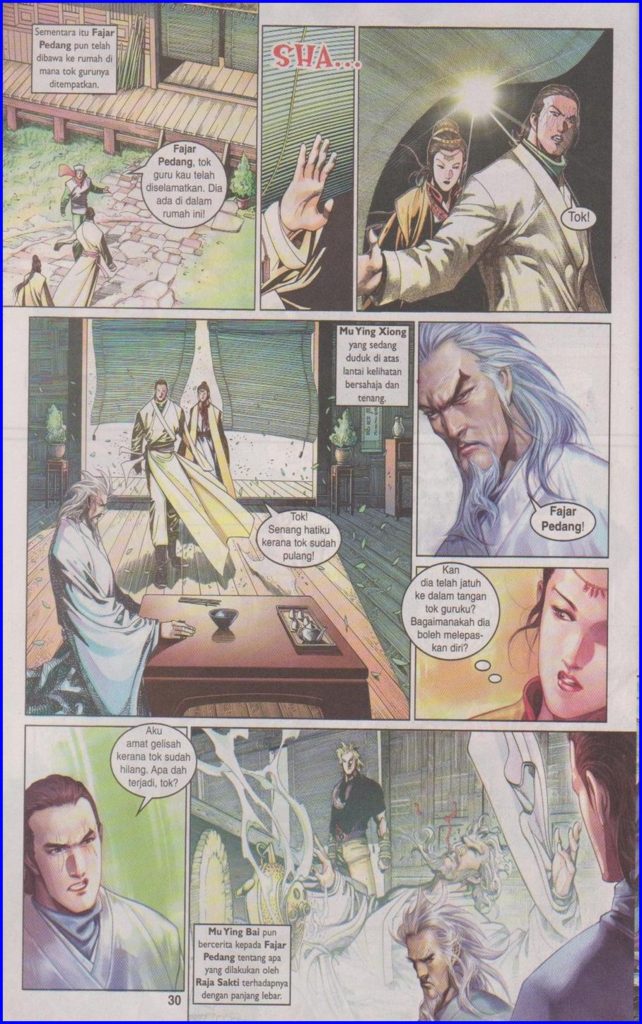 Sementara itu Fajar
Pedang pun telah
dibawa ke rumah di
mana tok gurunya
ditempatkan.
Fajar
Pedang, tok
guru kau telah
diselamatkan. Dia
ada di dalam
rumah ini!
SHA...
Tok!
Mu Ying Xiong
yang sedang
duduk di atas
lantai kelihatan
bersahaja dan
tenang.
Tok!
Senang hatiku
kerana tok sudah
pulang!
Fajar
Pedang!
Kan
dia telah jatuh
ke dalam tangan
tok guruku?
Bagaimanakah dia
boleh melepas-
kan diri?
Aku
amat gelisah
kerana tok sudah
hilang. Apa dah
terjadi, tok?
Mu Ying Bai pun
bercerita kepada Fajar
Pedang tentang apa
yang dilakukan oleh
Raja Sakti terhadapnya
dengan panjang lebar.
30